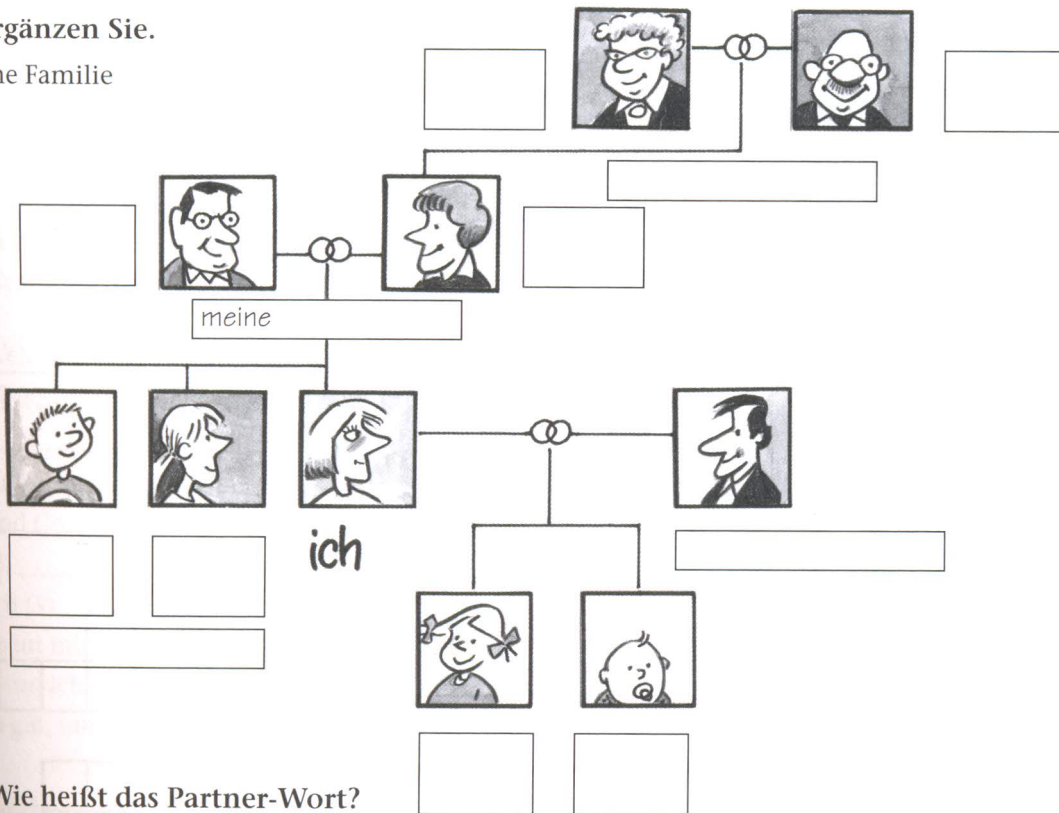 rgänzen Sie.
ne Familie
meine
ich
Wie heißt das Partner-Wort?